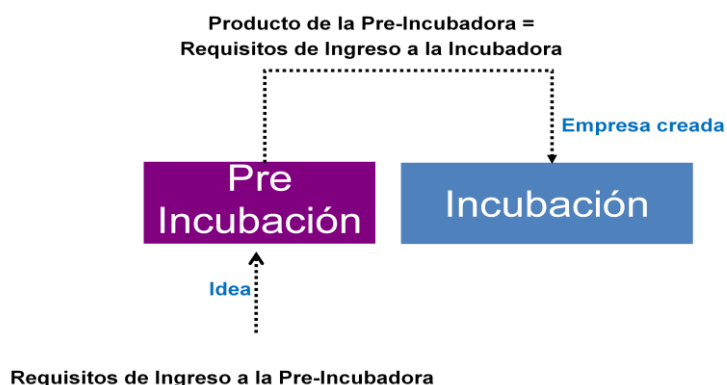 Producto de la Pre-Incubadora =
Requisitos de Ingreso a la Incubadora
Empresa creada
Pre
Incubación
Incubación
Idea
Requisitos de Ingreso a la Pre-Incubadora